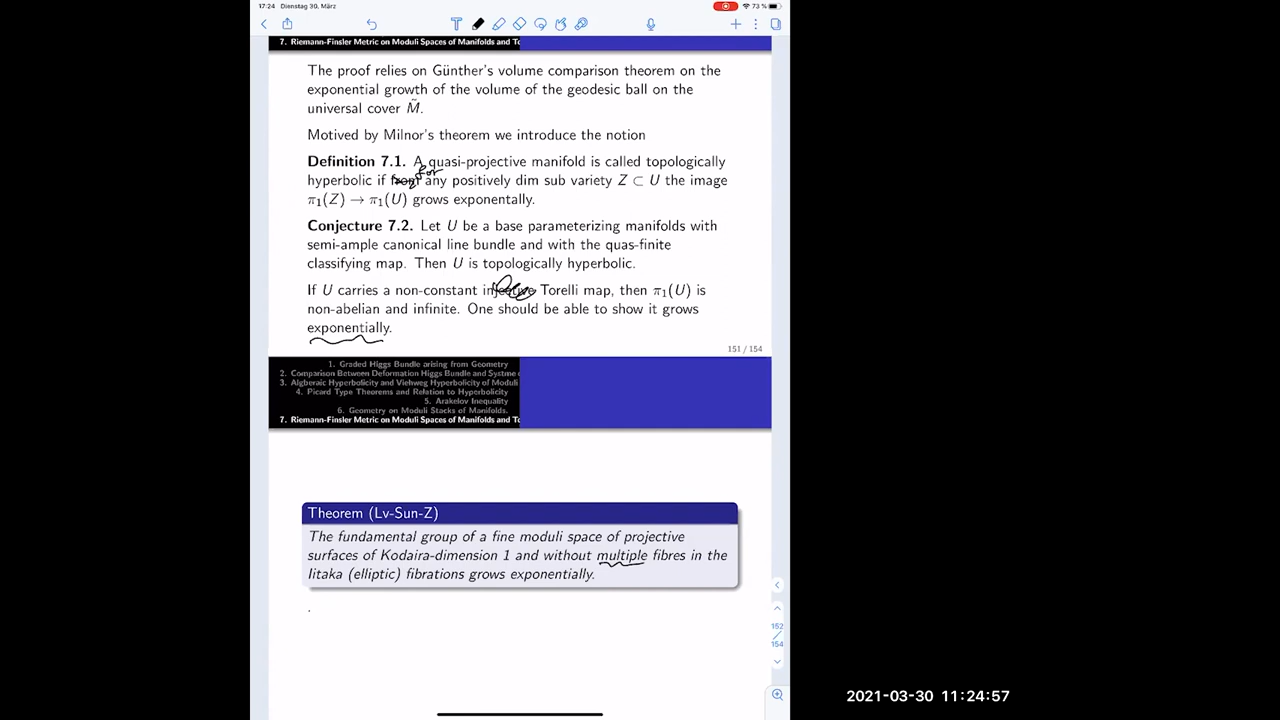 17:24 Dienstag 30. März
73 %
7. Riemann-Finsler Metric on Moduli Spaces of Manifolds and To
The proof relies on Günther's volume comparison theorem on the
exponential growth of the volume of the geodesic ball on the
universal cover M̃.
Motived by Milnor's theorem we introduce the notion
Definition 7.1. A quasi-projective manifold is called topologically
for
hyperbolic if any positively dim sub variety Z ⊂ U the image
π₁(Z) → π₁(U) grows exponentially.
Conjecture 7.2. Let U be a base parameterizing manifolds with
semi-ample canonical line bundle and with the quas-finite
classifying map. Then U is topologically hyperbolic.
If U carries a non-constant Torelli map, then π₁(U) is
non-abelian and infinite. One should be able to show it grows
exponentially.
151 / 154
1. Graded Higgs Bundle arising from Geometry
2. Comparison Between Deformation Higgs Bundle and Systme o
3. Algberaic Hyperbolicity and Viehweg Hyperbolicity of Moduli
4. Picard Type Theorems and Relation to Hyperbolicity
5. Arakelov Inequality
6. Geometry on Moduli Stacks of Manifolds.
7. Riemann-Finsler Metric on Moduli Spaces of Manifolds and To
Theorem (Lv-Sun-Z)
The fundamental group of a fine moduli space of projective
surfaces of Kodaira-dimension 1 and without multiple fibres in the
Iitaka (elliptic) fibrations grows exponentially.
152
/
154
2021-03-30 11:24:57